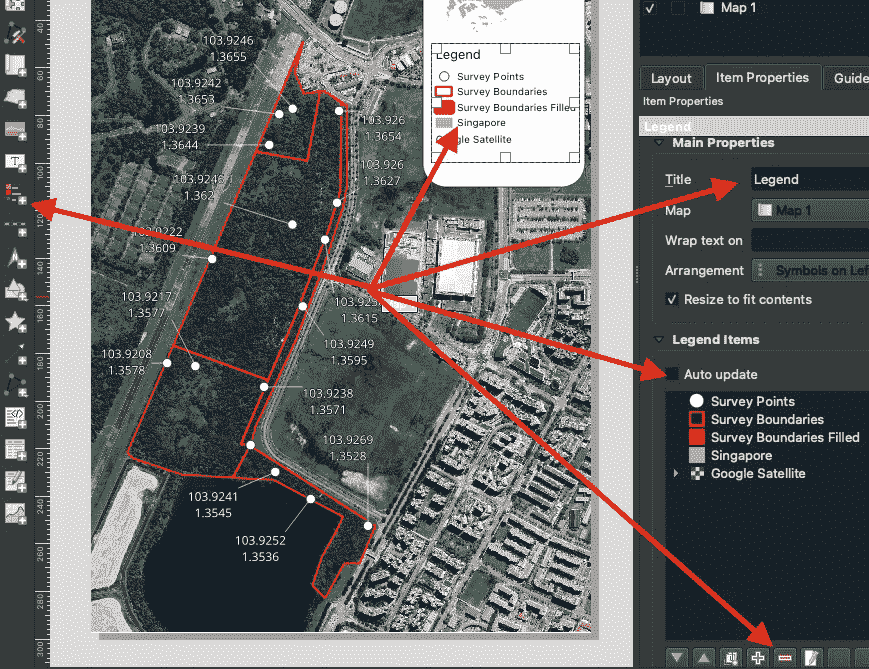 Map 1
Layout
Item Properties
Guide
Item Properties
Legend
Main Properties
Title
Legend
Map
Map 1
Wrap text on
Arrangement
Symbols on Lef
Resize to fit contents
Legend Items
Auto update
Survey Points
Survey Boundaries
Survey Boundaries Filled
Singapore
Google Satellite
Legend
Survey Points
Survey Boundaries
Survey Boundaries Filled
Singapore
Satellite
103.9246
1.3655
103.9242
1.3653
103.9239
1.3644
103.926
1.3654
103.926
1.3627
103.9246
1.362
103.9222
1.3609
103.9217
1.3577
1.3615
103.9208
1.3578
103.9249
1.3595
103.9238
1.3571
103.9269
1.3528
103.9241
1.3545
103.9252
1.3536
40
60
80
100
120
140
160
180
200
220
240
260
280
300